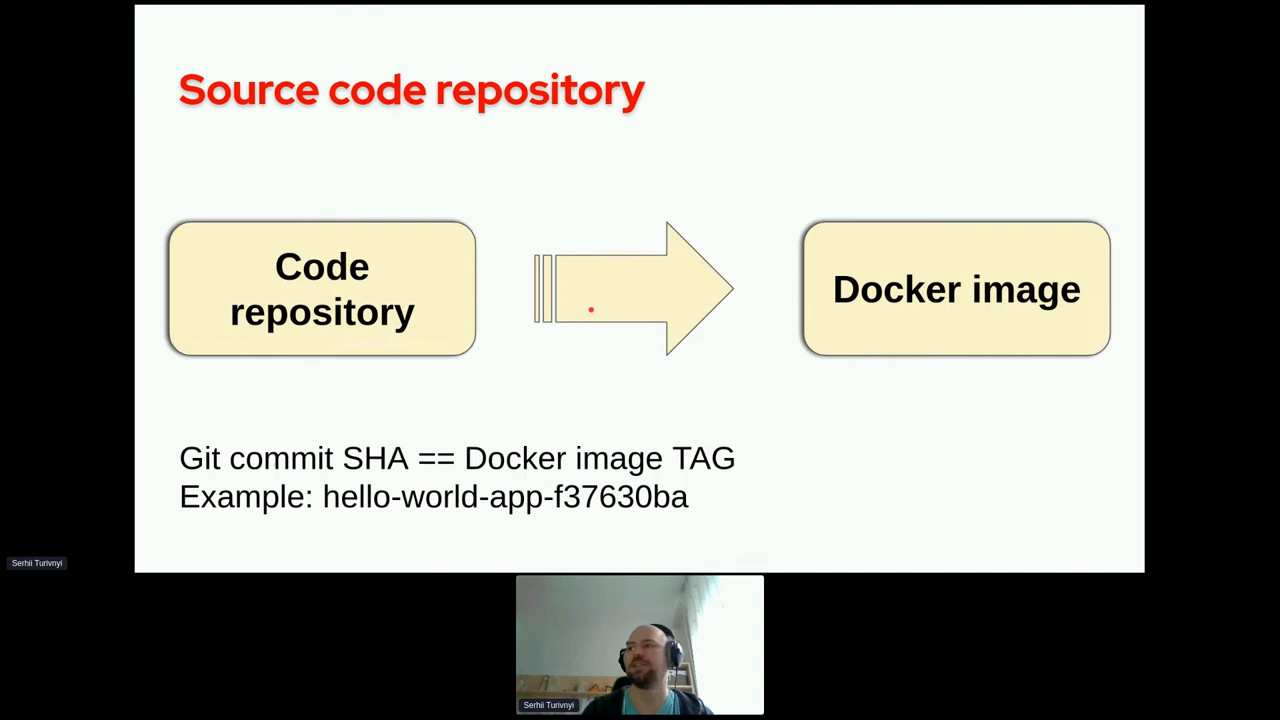 Source code repository
Code
repository
Docker image
Git commit SHA == Docker image TAG
Example: hello-world-app-f37630ba
Serhii Turivnyi
Serhii Turivnyi